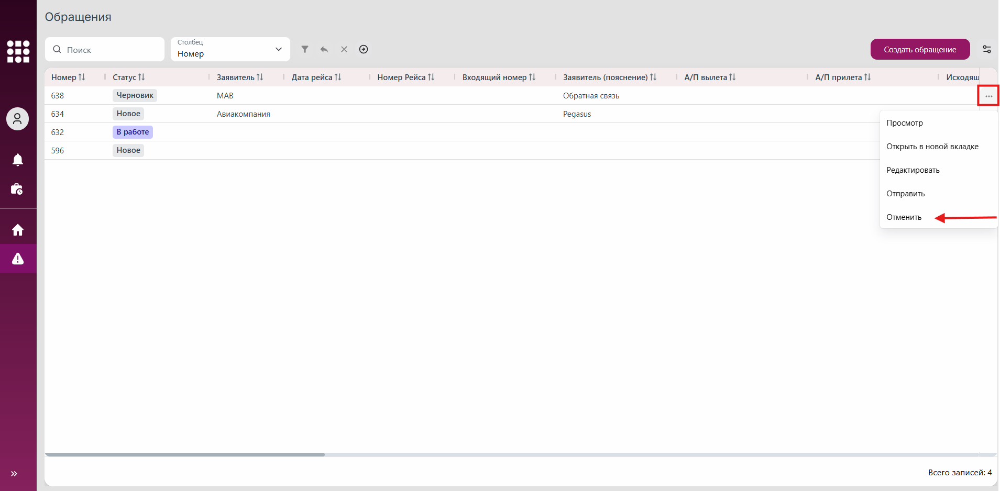 Обращения
Поиск
Столбец
Номер
Создать обращение
Номер Статус Заявитель Дата рейса Номер Рейса Входящий номер Заявитель (пояснение) А/П вылета А/П прилета Исходящ
638 Черновик МАВ Обратная связь
634 Новое Авиакомпания Pegasus
632 В работе
596 Новое
Просмотр
Открыть в новой вкладке
Редактировать
Отправить
Отменить
Всего записей: 4